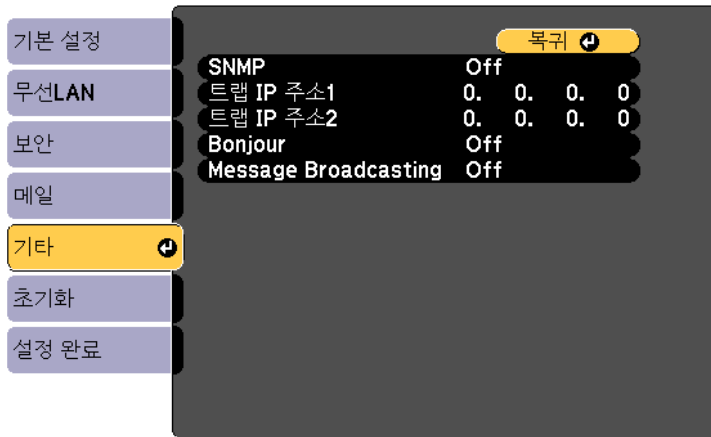 기본 설정
무선LAN
보안
메일
기타
초기화
설정 완료
복귀
SNMP Off
트랩 IP 주소1 0. 0. 0. 0
트랩 IP 주소2 0. 0. 0. 0
Bonjour Off
Message Broadcasting Off